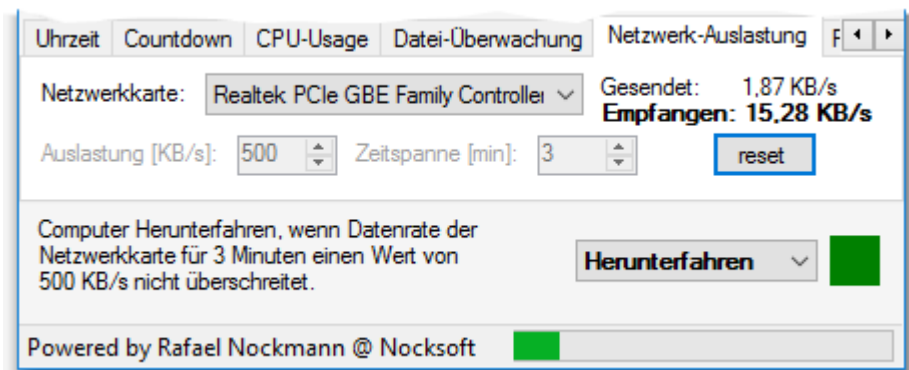 Uhrzeit Countdown CPU-Usage Datei-Überwachung Netzwerk-Auslastung
Netzwerkkarte: Realtek PCIe GBE Family Controller Gesendet: 1,87 KB/s
Empfangen: 15,28 KB/s
Auslastung [KB/s]: 500 Zeitspanne [min]: 3 reset
Computer Herunterfahren, wenn Datenrate der
Netzwerkkarte für 3 Minuten einen Wert von
500 KB/s nicht überschreitet.
Herunterfahren
Powered by Rafael Nockmann @ Nocksoft